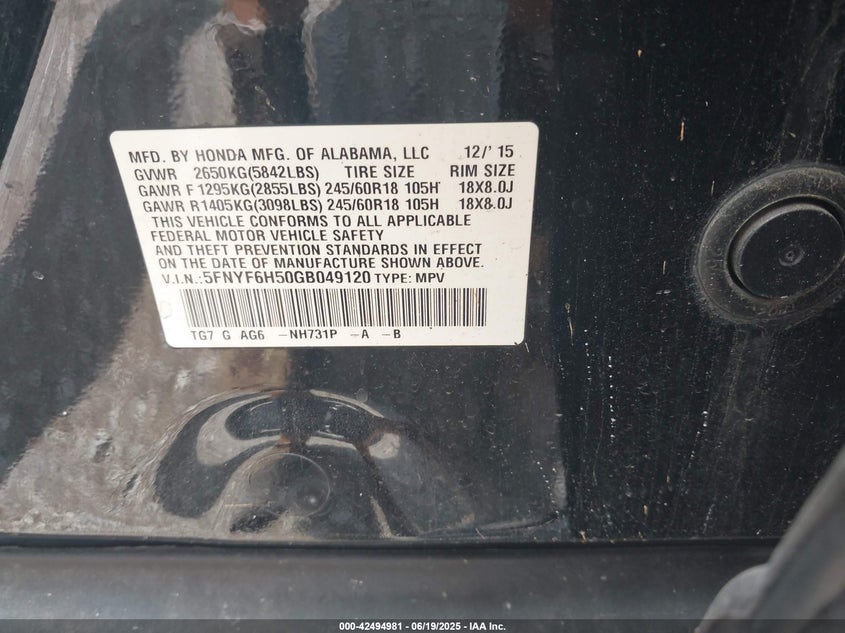 MFD. BY HONDA MFG. OF ALABAMA, LLC 12/' 15
GVWR 2650KG(5842LBS) TIRE SIZE RIM SIZE
GAWR F 1295KG(2855LBS) 245/60R18 105H 18X8.0J
GAWR R1405KG(3098LBS) 245/60R18 105H 18X8.0J
THIS VEHICLE CONFORMS TO ALL APPLICABLE
FEDERAL MOTOR VEHICLE SAFETY
AND THEFT PREVENTION STANDARDS IN EFFECT
ON THE DATE OF MANUFACTURE SHOWN ABOVE.
V.I.N.:5FNYF6H50GB049120 TYPE: MPV
TG7 G AG6 -NH731P -A -B
000-42494981 - 06/19/2025 - IAA Inc.